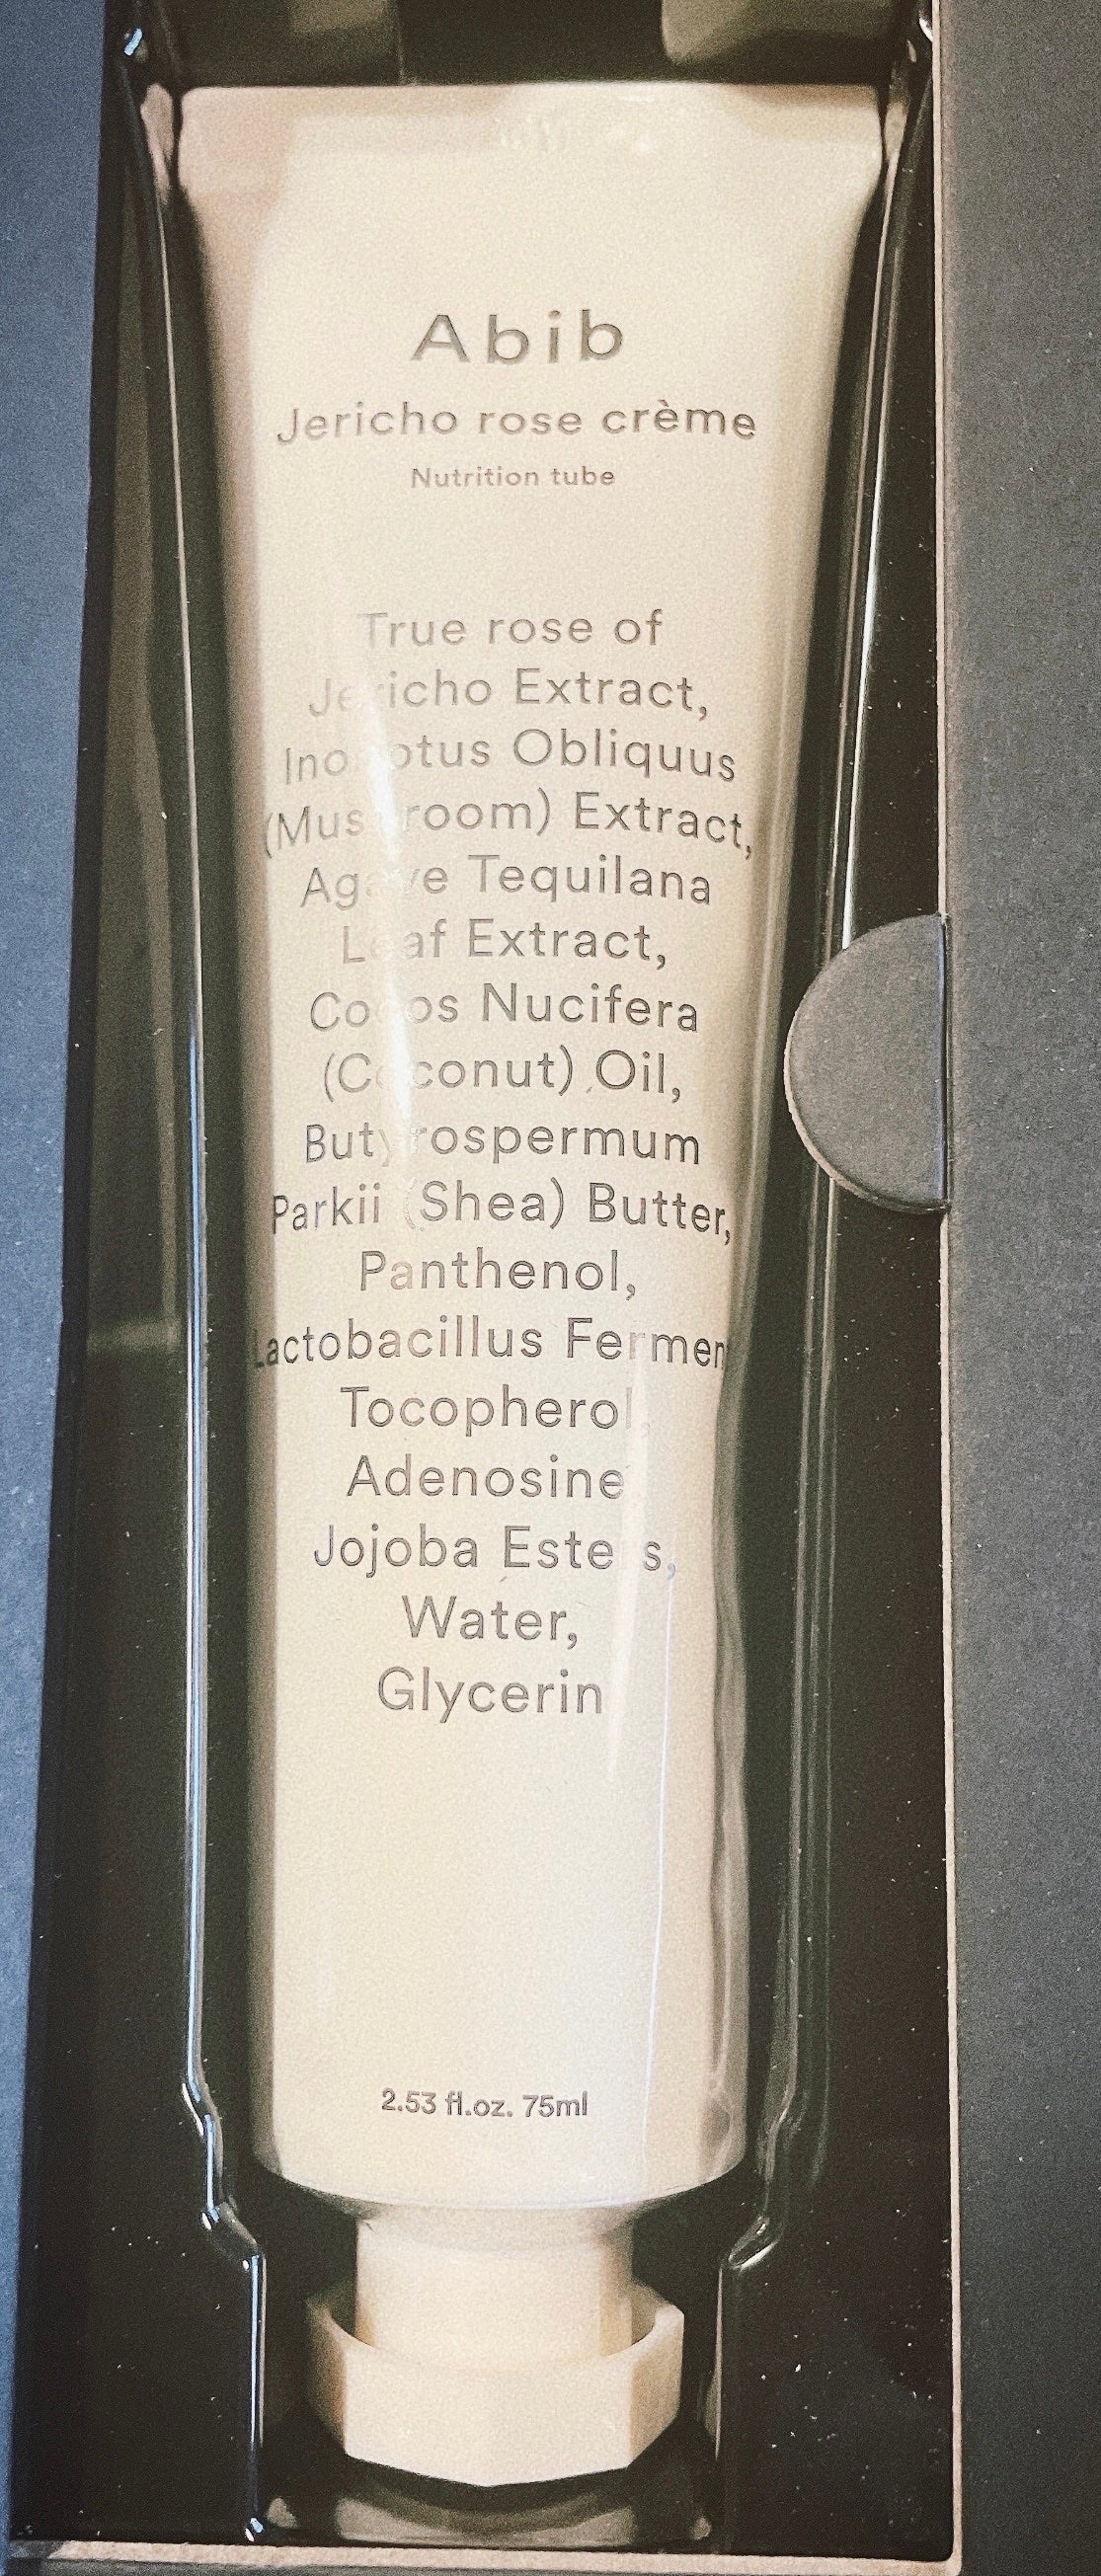 Abib
Jericho rose crème
Nutrition tube
True rose of
Jericho Extract,
Inonotus Obliquus
(Mushroom) Extract,
Agave Tequilana
Leaf Extract,
Cocos Nucifera
(Coconut) Oil,
Butyrospermum
Parkii (Shea) Butter,
Panthenol,
Lactobacillus Ferment
Tocopherol,
Adenosine
Jojoba Esters,
Water,
Glycerin
2.53 fl.oz. 75ml